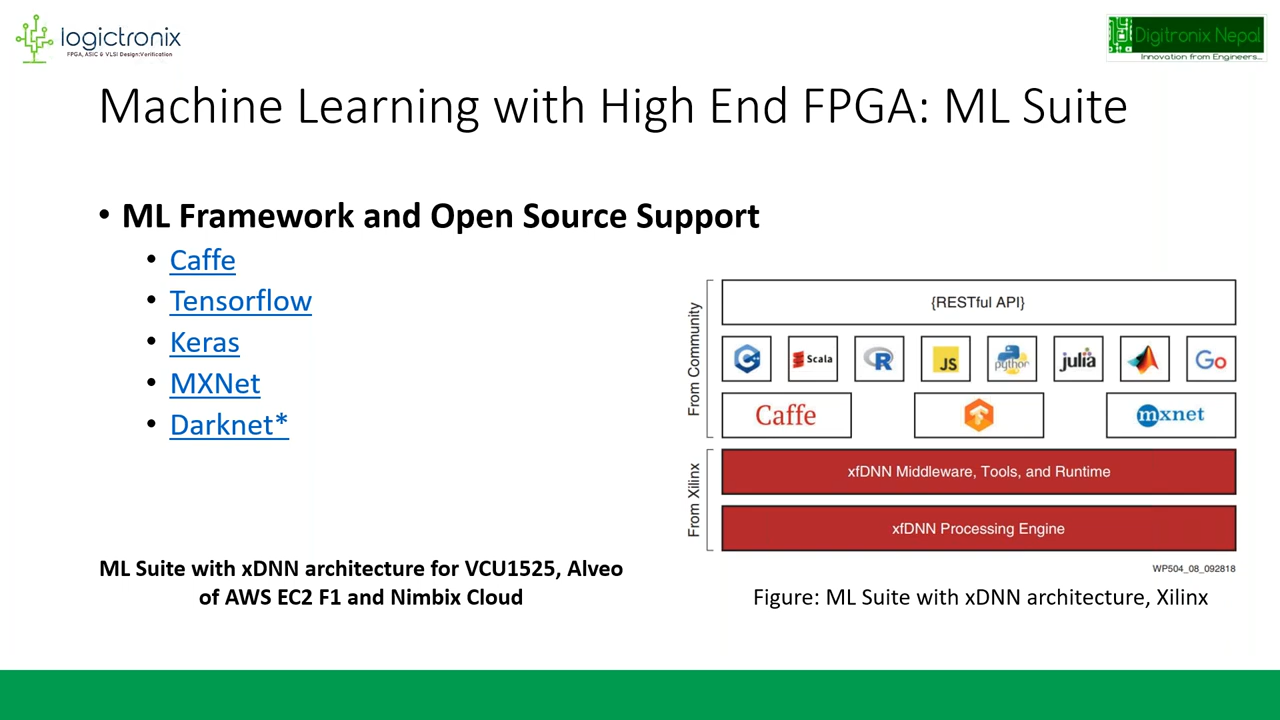 logictronix
FPGA, ASIC & VLSI Design:Verification
Digitronix Nepal
Innovation from Engineers...
Machine Learning with High End FPGA: ML Suite
• ML Framework and Open Source Support
• Caffe
• Tensorflow
• Keras
• MXNet
• Darknet*
ML Suite with xDNN architecture for VCU1525, Alveo
of AWS EC2 F1 and Nimbix Cloud
From Community
{RESTful API}
C++
Scala
R
JS
python
julia
Go
Caffe
mxnet
From Xilinx
xfDNN Middleware, Tools, and Runtime
xfDNN Processing Engine
WP504_08_092818
Figure: ML Suite with xDNN architecture, Xilinx